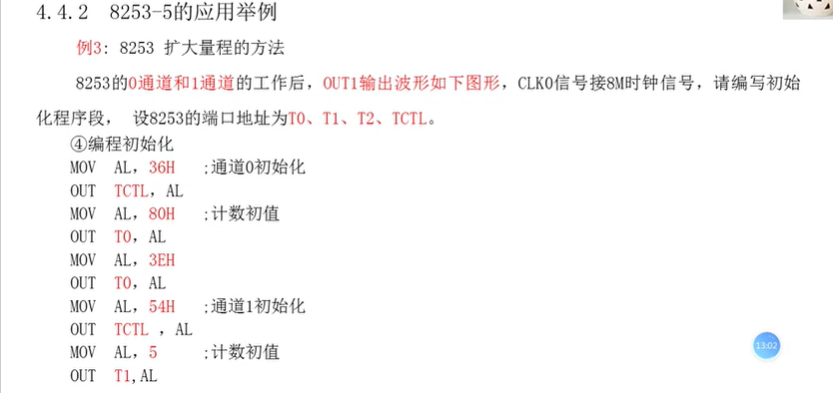 4.4.2 8253-5的应用举例
例3: 8253 扩大量程的方法
8253的0通道和1通道的工作后，OUT1输出波形如下图形，CLK0信号接8M时钟信号，请编写初始
化程序段， 设8253的端口地址为T0、T1、T2、TCTL。
④编程初始化
MOV AL，36H ;通道0初始化
OUT TCTL，AL
MOV AL，80H ;计数初值
OUT T0，AL
MOV AL，3EH
OUT T0，AL
MOV AL，54H ;通道1初始化
OUT TCTL ，AL
MOV AL，5 ;计数初值
OUT T1,AL
13:02